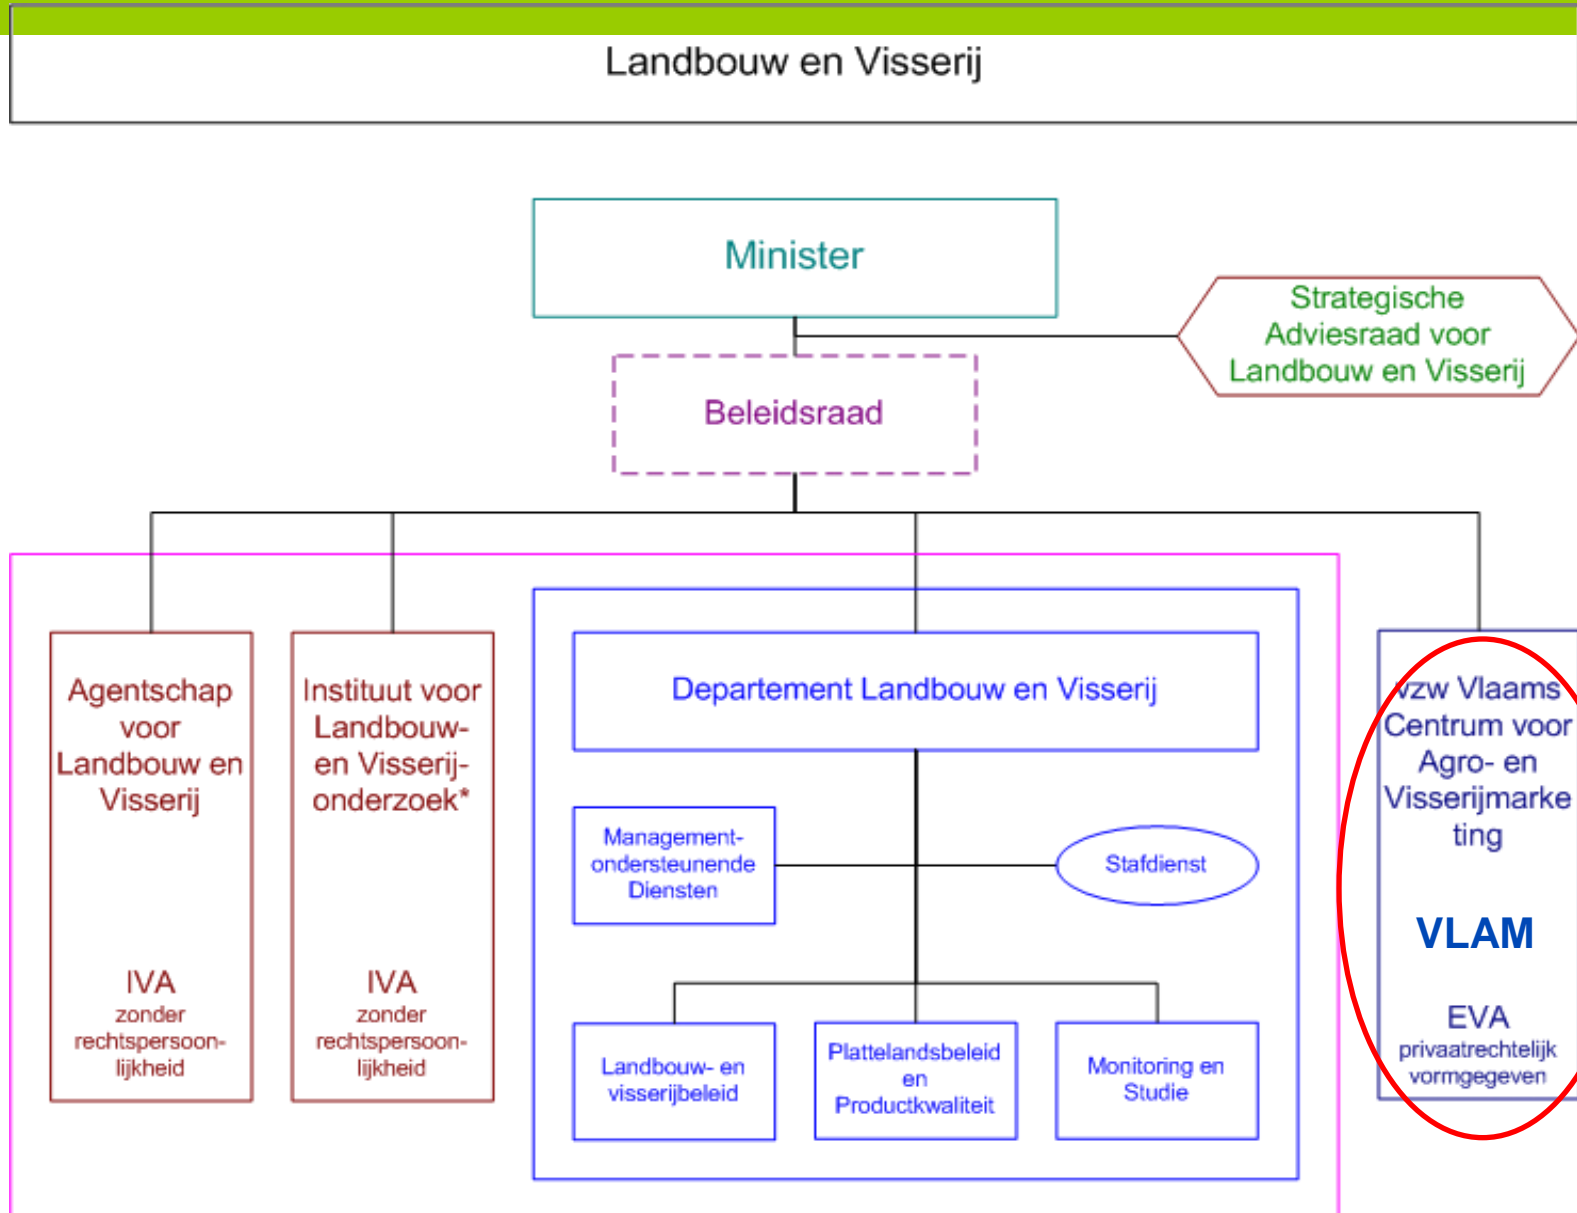 Landbouw en Visserij
Minister
Strategische
Adviesraad voor
Landbouw en Visserij
Beleidsraad
Agentschap
voor
Landbouw en
Visserij
IVA
zonder
rechtspersoon-
lijkheid
Instituut voor
Landbouw-
en Visserij-
onderzoek*
IVA
zonder
rechtspersoon-
lijkheid
Departement Landbouw en Visserij
Management-
ondersteunende
Diensten
Stafdienst
Landbouw- en
visserijbeleid
Plattelandsbeleid
en
Productkwaliteit
Monitoring en
Studie
vzw Vlaams
Centrum voor
Agro- en
Visserijmarke
ting
VLAM
EVA
privaatrechtelijk
vormgegeven